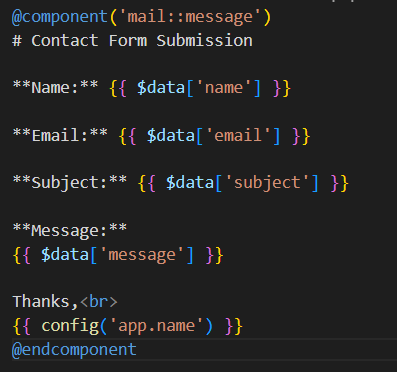 @component('mail::message')
# Contact Form Submission
**Name:** {{ $data['name'] }}
**Email:** {{ $data['email'] }}
**Subject:** {{ $data['subject'] }}
**Message:**
{{ $data['message'] }}
Thanks,<br>
{{ config('app.name') }}
@endcomponent